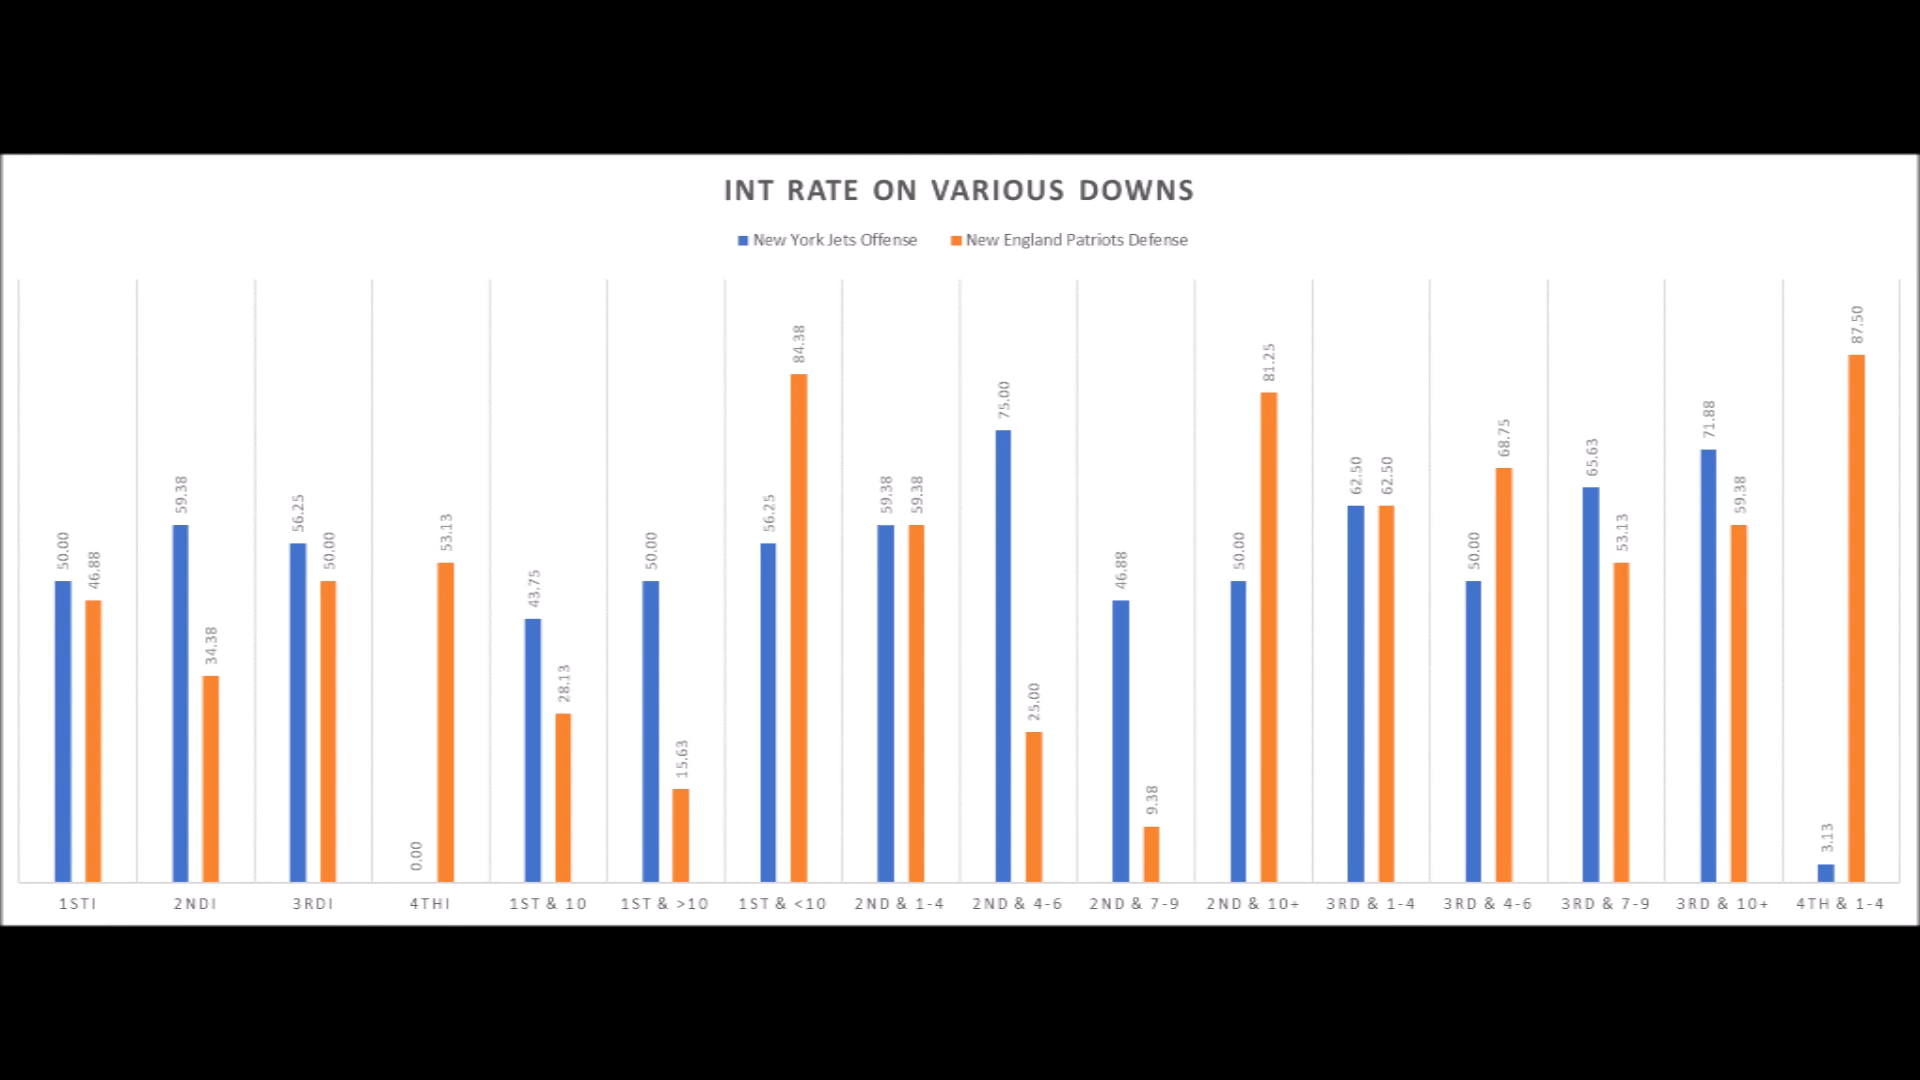 INT RATE ON VARIOUS DOWNS
New York Jets Offense New England Patriots Defense
50.00 46.88 59.38 34.38 56.25 50.00 0.00 53.13 43.75 28.13 50.00 15.63 56.25 84.38 59.38 59.38 75.00 25.00 46.88 9.38 50.00 81.25 62.50 62.50 50.00 68.75 65.63 53.13 71.88 59.38 3.13 87.50
1STI 2NDI 3RDI 4THI 1ST & 10 1ST & >10 1ST & <10 2ND & 1-4 2ND & 4-6 2ND & 7-9 2ND & 10+ 3RD & 1-4 3RD & 4-6 3RD & 7-9 3RD & 10+ 4TH & 1-4